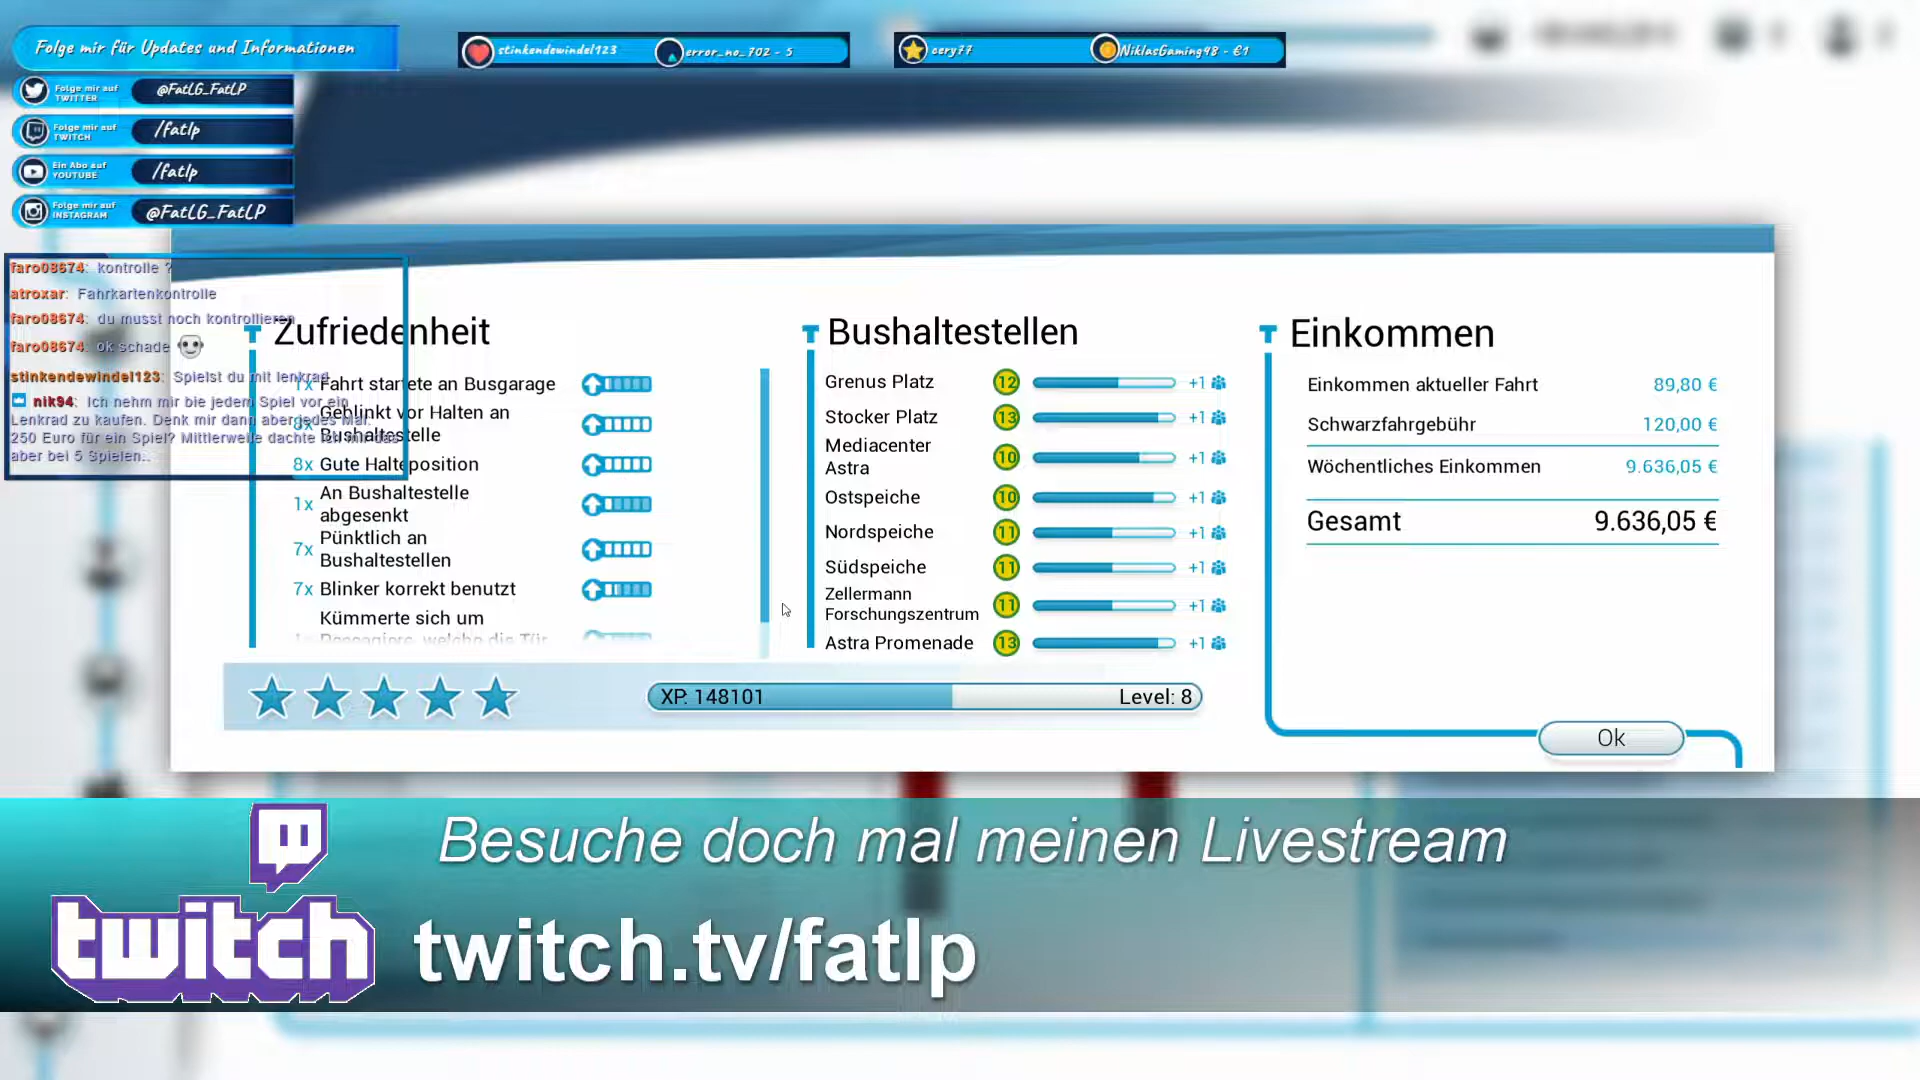 Folge mir für Updates und Informationen
stinkendewindel123
error_no_702 - 5
cery77
NiklasGaming98 - €1
Folge mir auf
TWITTER
@FatLG_FatLP
Folge mir auf
TWITCH
/fatlp
Ein Abo auf
YOUTUBE
/fatlp
Folge mir auf
INSTAGRAM
@FatLG_FatLP
faro08674: kontrolle ?
atroxar: Fahrkartenkontrolle
faro08674: du musst noch kontrollieren
faro08674: ok schade
stinkendewindel123: Spielst du mit lenkrad
nik94: Ich nehm mir bie jedem Spiel vor ein
Lenkrad zu kaufen. Denk mir dann aber jedes Mal:
250 Euro für ein Spiel? Mittlerweile dachte ich mir das
aber bei 5 Spielen..
Zufriedenheit
1x Fahrt startete an Busgarage
8x Geblinkt vor Halten an
Bushaltestelle
8x Gute Halteposition
1x An Bushaltestelle
abgesenkt
7x Pünktlich an
Bushaltestellen
7x Blinker korrekt benutzt
Kümmerte sich um
Passagiere, welche die Tür
Bushaltestellen
Grenus Platz 12 +1
Stocker Platz 13 +1
Mediacenter
Astra 10 +1
Ostspeiche 10 +1
Nordspeiche 11 +1
Südspeiche 11 +1
Zellermann
Forschungszentrum 11 +1
Astra Promenade 13 +1
Einkommen
Einkommen aktueller Fahrt 89,80 €
Schwarzfahrgebühr 120,00 €
Wöchentliches Einkommen 9.636,05 €
Gesamt 9.636,05 €
XP: 148101
Level: 8
Ok
Besuche doch mal meinen Livestream
twitch
twitch.tv/fatlp